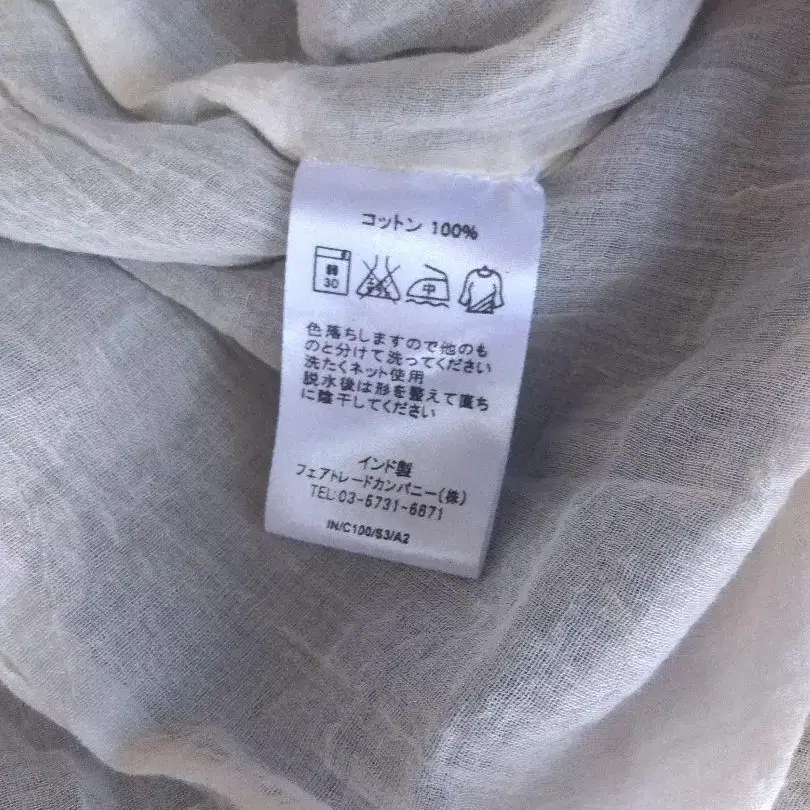 コットン 100%
弱
30
エンソ
中
色落ちしますので他のも
のと分けて洗ってください
洗たくネット使用
脱水後は形を整えて直ち
に陰干してください
インド製
フェアトレードカンパニー(株)
TEL:03-5731-6671
IN/C100/S3/A2